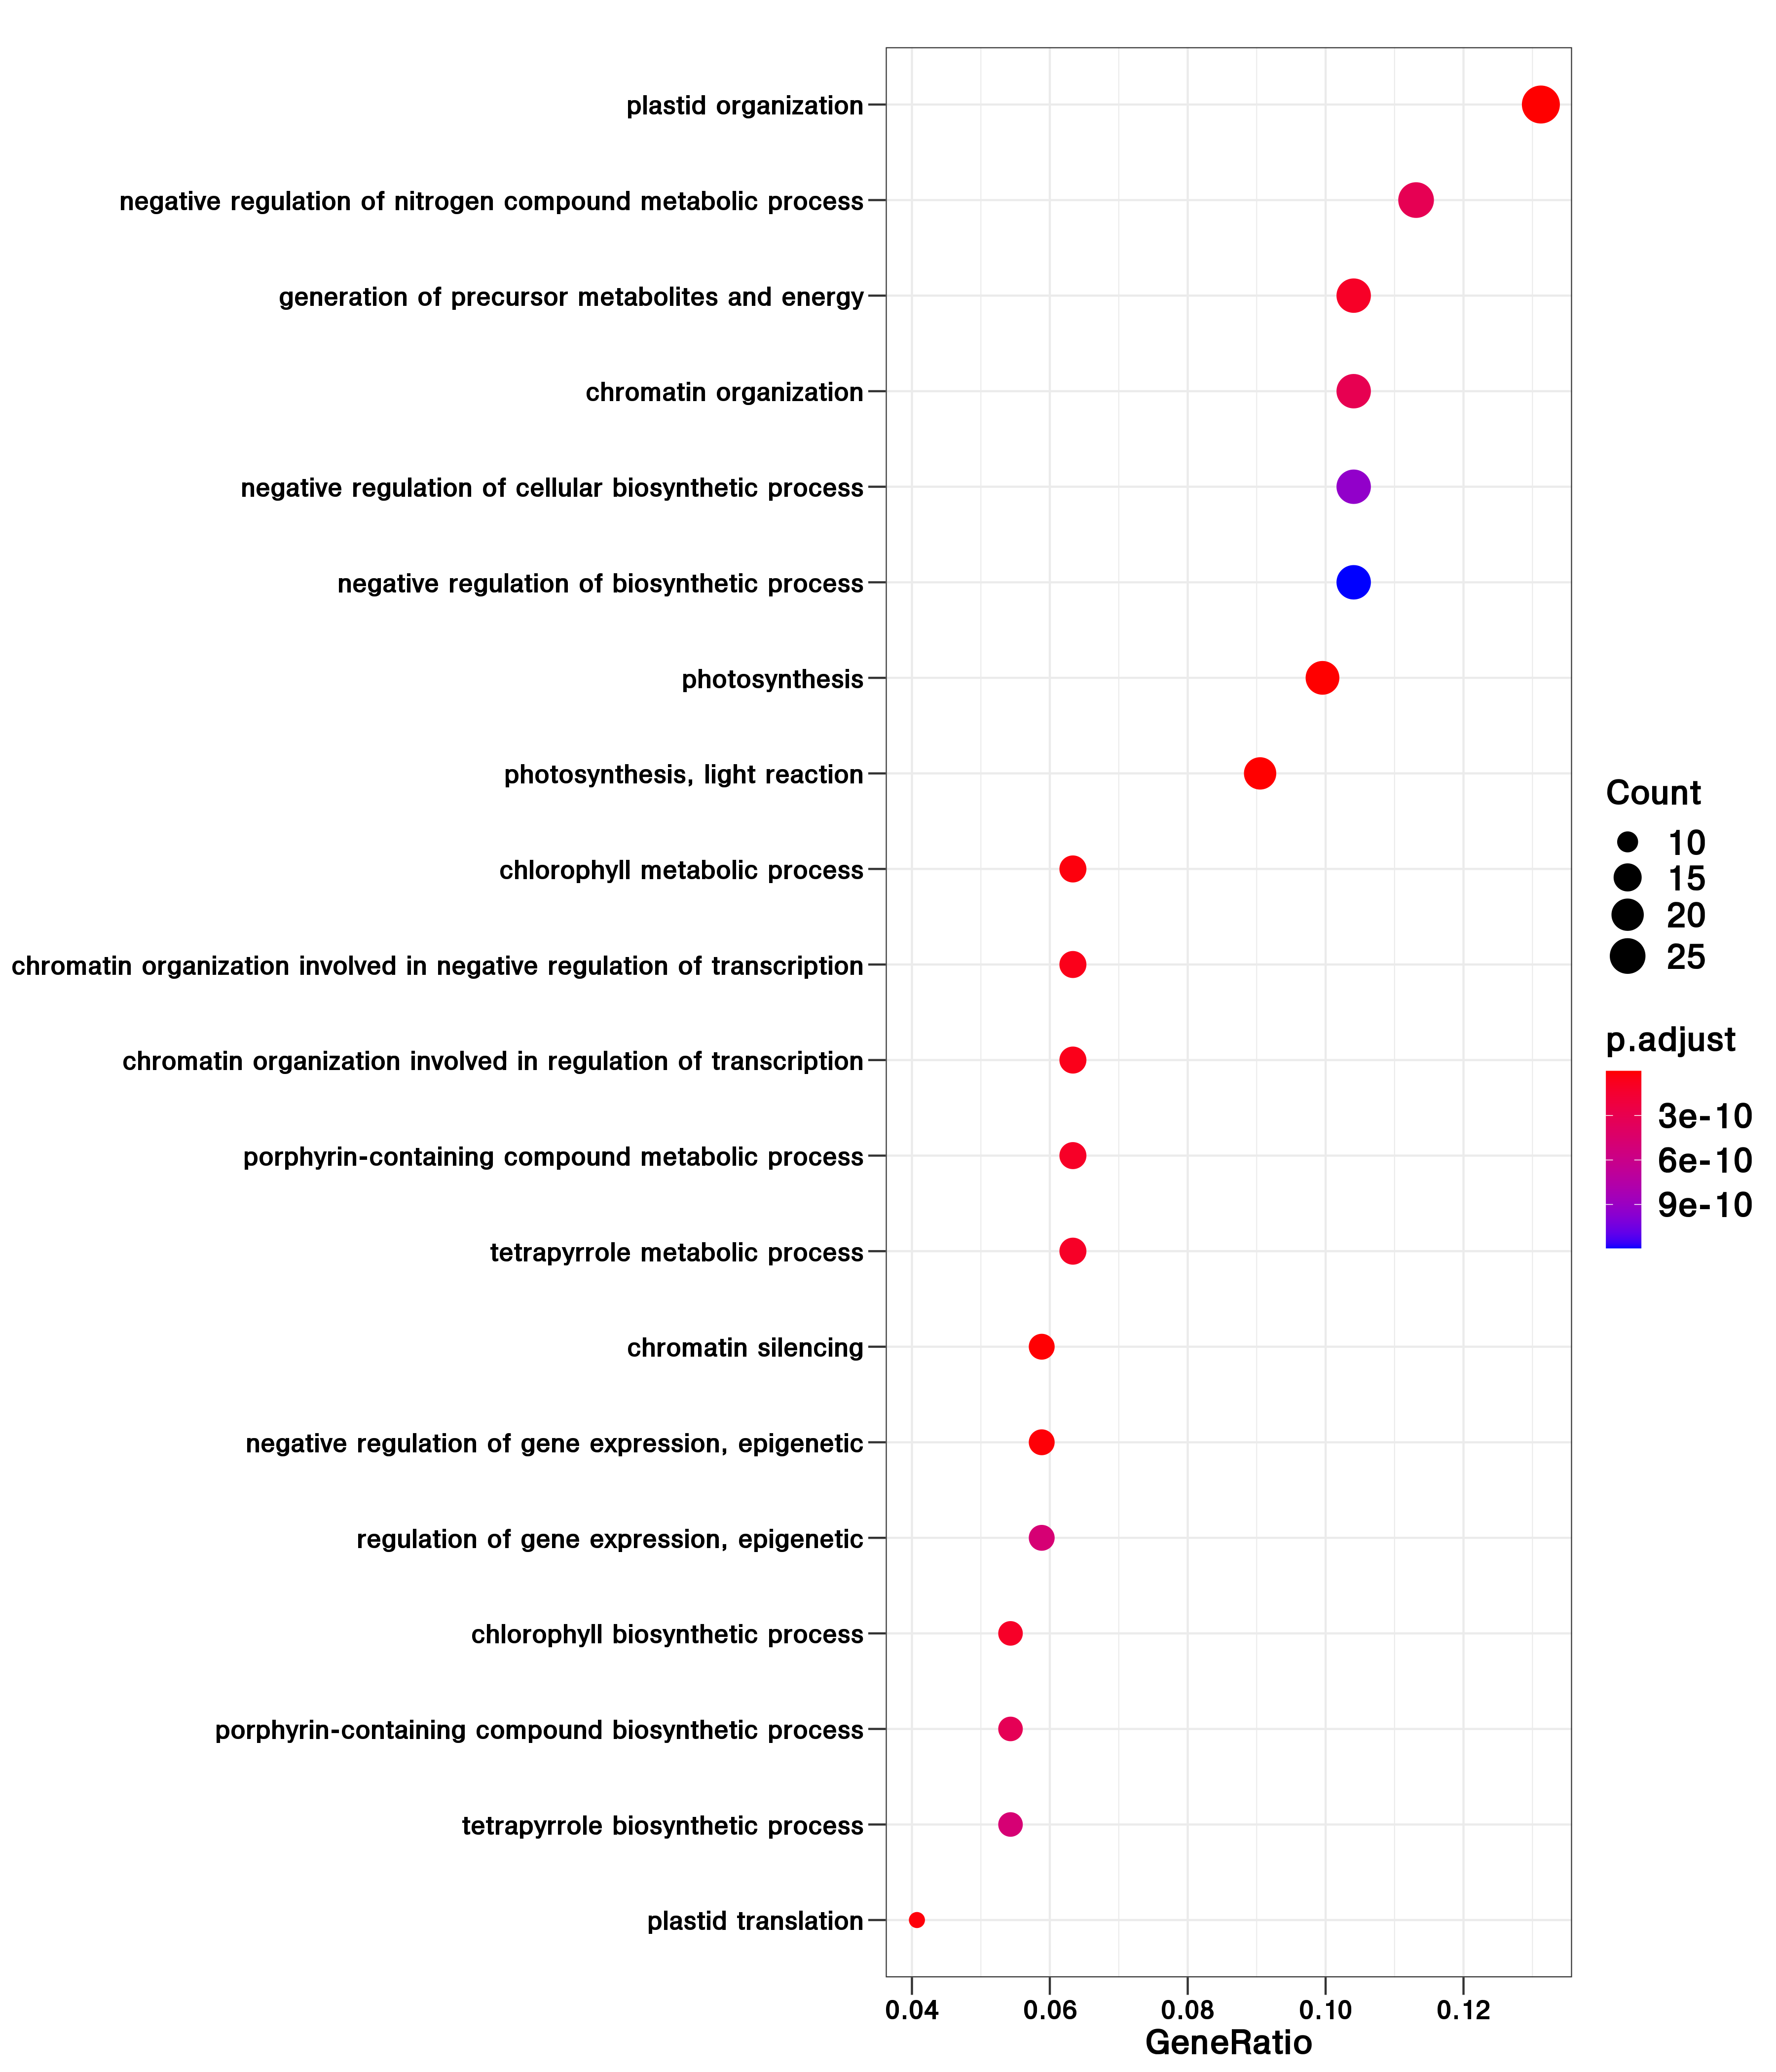 plastid organization
negative regulation of nitrogen compound metabolic process
generation of precursor metabolites and energy
chromatin organization
negative regulation of cellular biosynthetic process
negative regulation of biosynthetic process
photosynthesis
photosynthesis, light reaction
chlorophyll metabolic process
chromatin organization involved in negative regulation of transcription
chromatin organization involved in regulation of transcription
porphyrin-containing compound metabolic process
tetrapyrrole metabolic process
chromatin silencing
negative regulation of gene expression, epigenetic
regulation of gene expression, epigenetic
chlorophyll biosynthetic process
porphyrin-containing compound biosynthetic process
tetrapyrrole biosynthetic process
plastid translation
0.04 0.06 0.08 0.10 0.12
GeneRatio
Count
10
15
20
25
p.adjust
3e-10
6e-10
9e-10